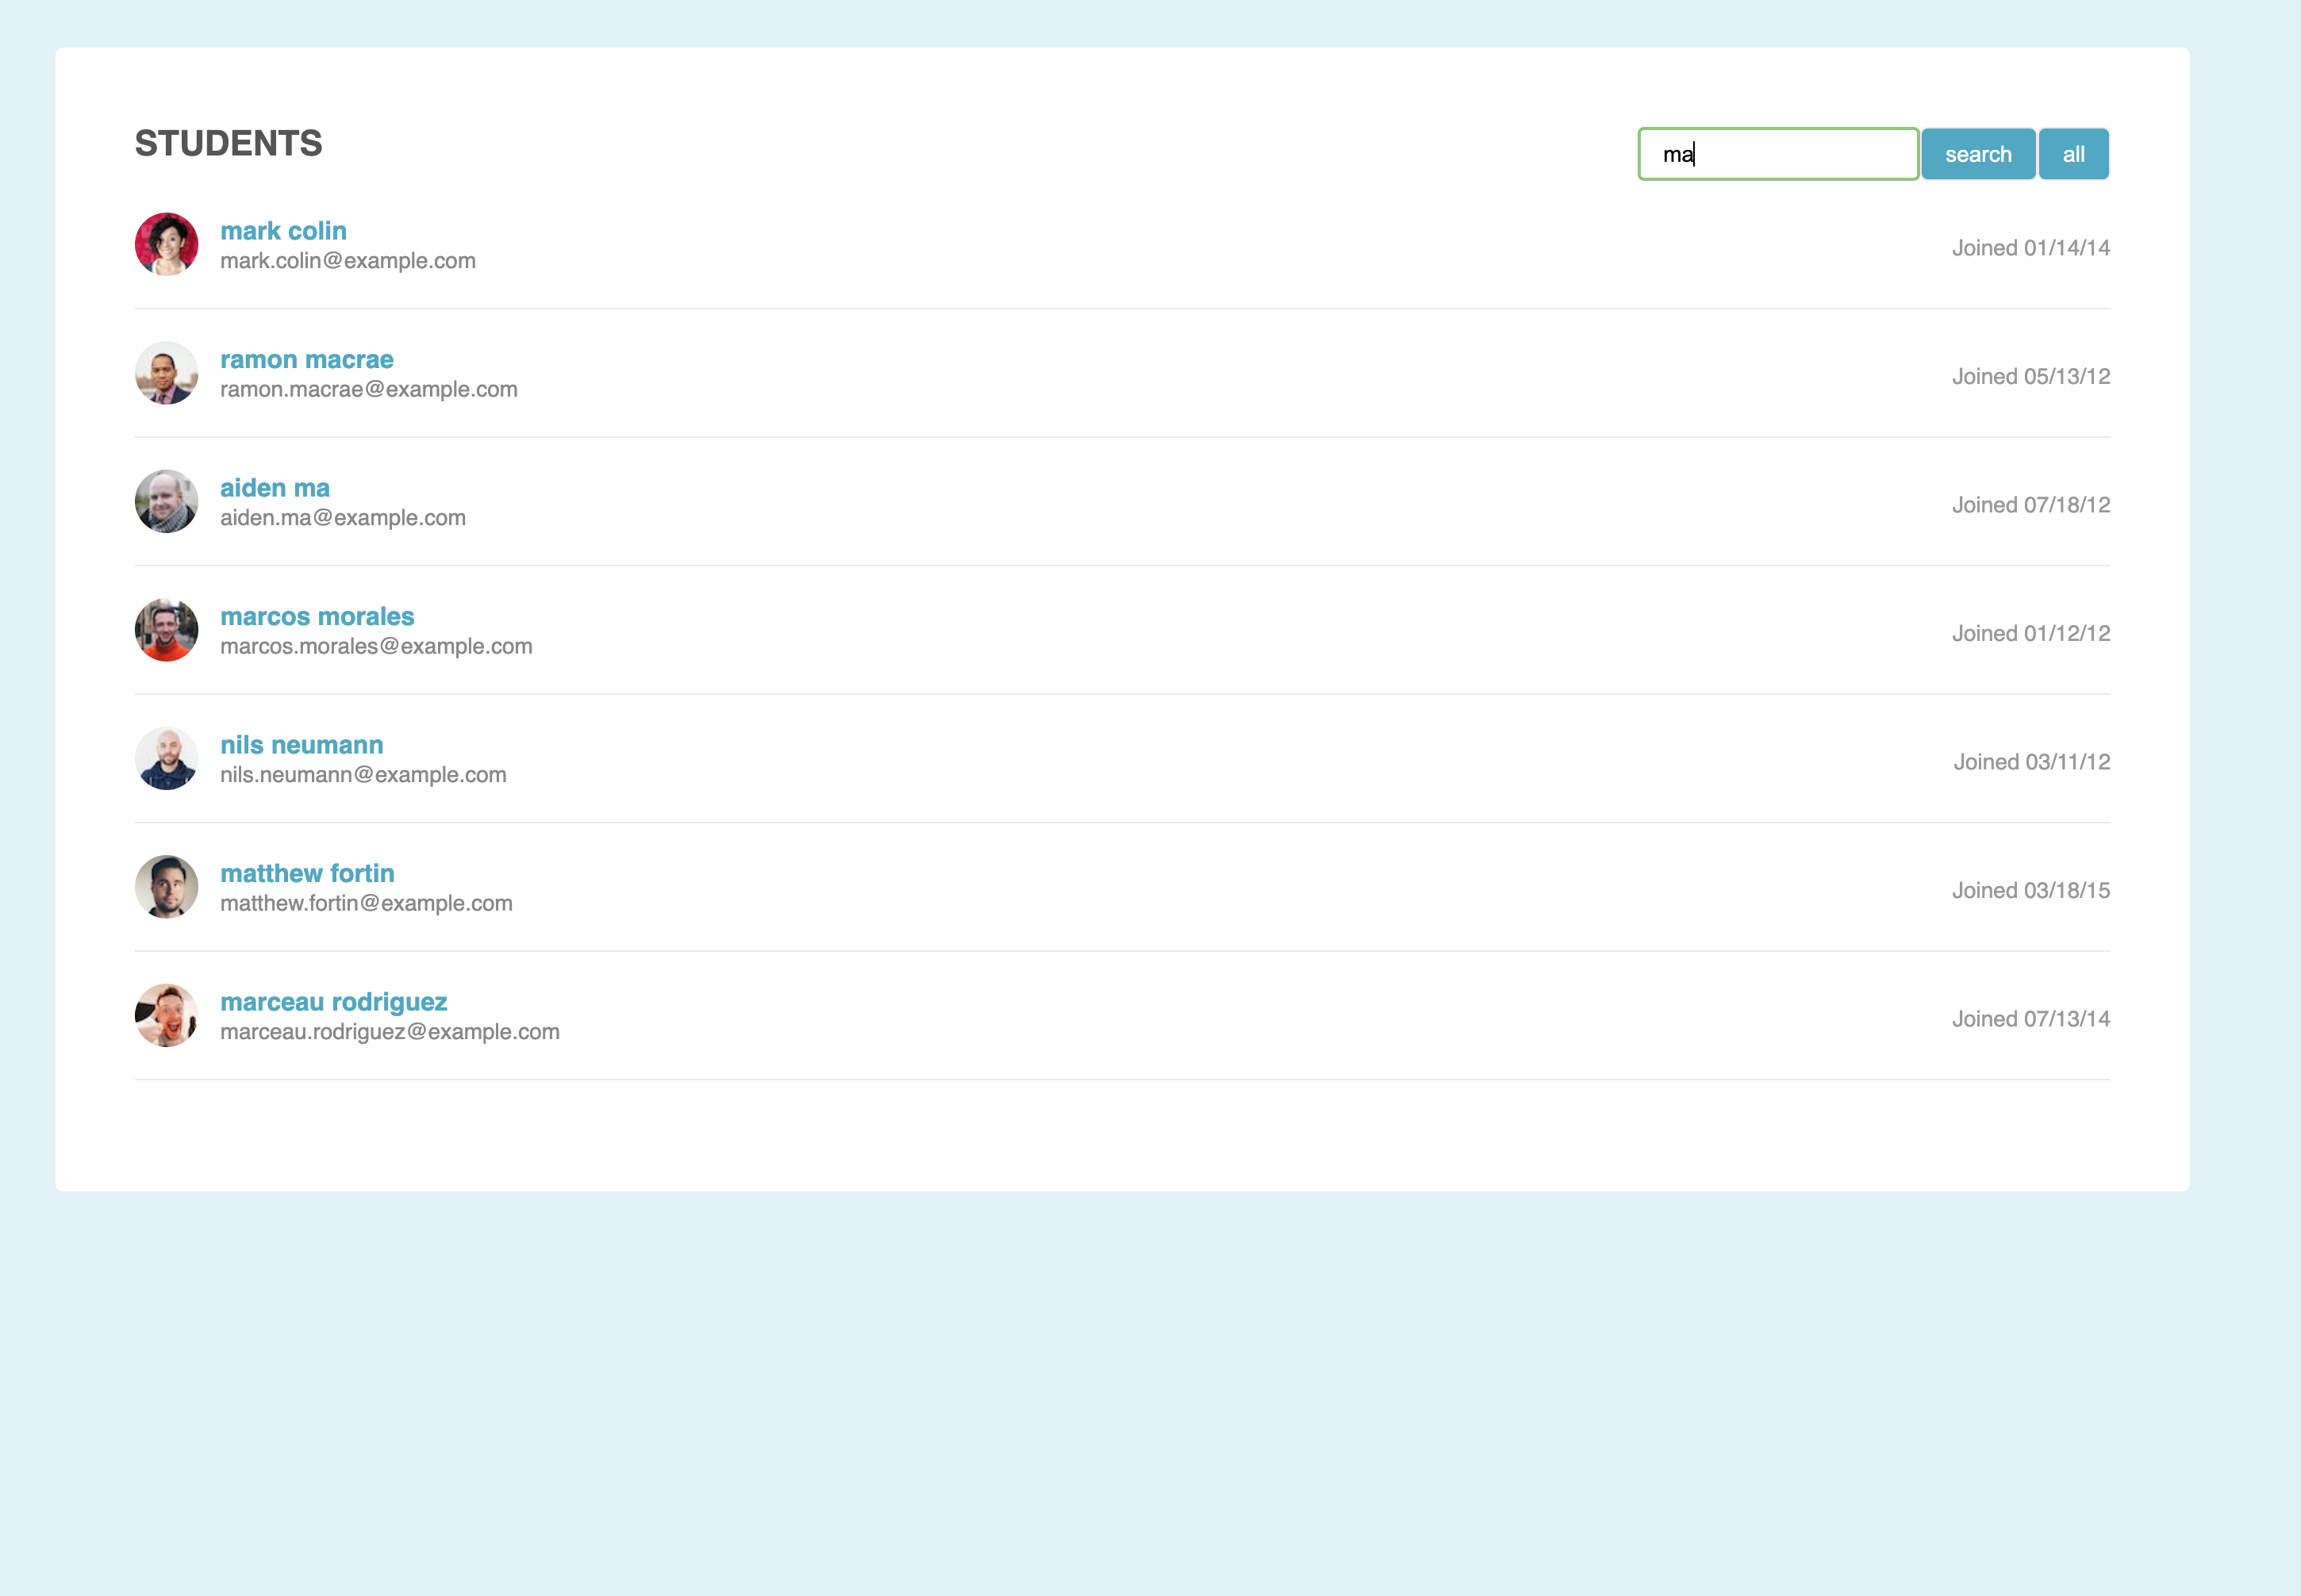 STUDENTS
ma
search
all
mark colin
mark.colin@example.com
Joined 01/14/14
ramon macrae
ramon.macrae@example.com
Joined 05/13/12
aiden ma
aiden.ma@example.com
Joined 07/18/12
marcos morales
marcos.morales@example.com
Joined 01/12/12
nils neumann
nils.neumann@example.com
Joined 03/11/12
matthew fortin
matthew.fortin@example.com
Joined 03/18/15
marceau rodriguez
marceau.rodriguez@example.com
Joined 07/13/14